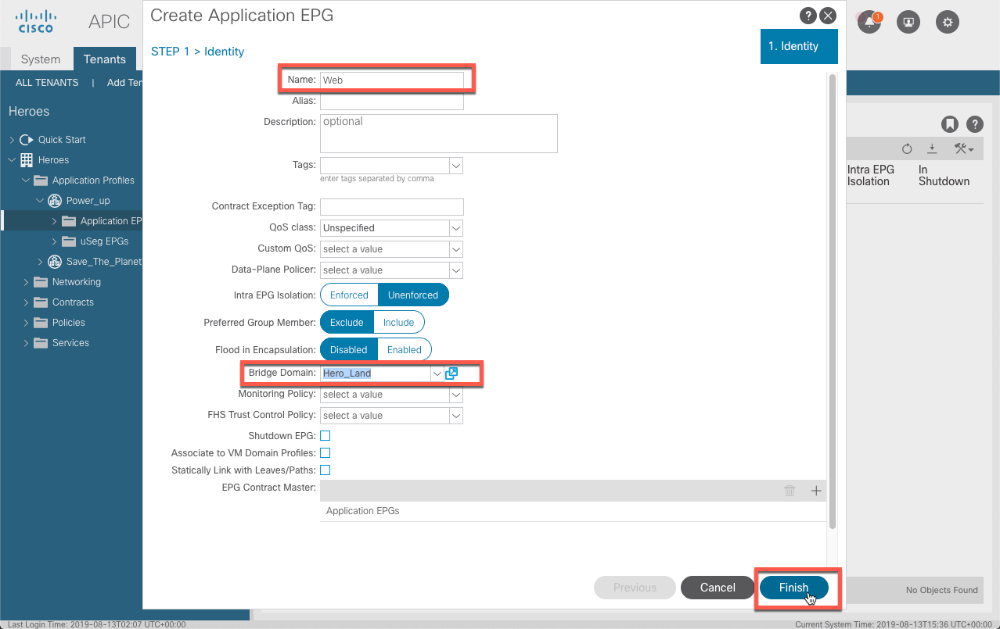 CISCO
APIC
Create Application EPG
1
System
Tenants
STEP 1 > Identity
1. Identity
ALL TENANTS | Add Ten
Heroes
Quick Start
Heroes
Application Profiles
Power_up
Application EP
uSeg EPGs
Save_The_Planet
Networking
Contracts
Policies
Services
Name: Web
Alias:
Description: optional
Tags:
enter tags separated by comma
Contract Exception Tag:
QoS class: Unspecified
Custom QoS: select a value
Data-Plane Policer: select a value
Intra EPG Isolation: Enforced Unenforced
Preferred Group Member: Exclude Include
Flood in Encapsulation: Disabled Enabled
Bridge Domain: Hero_Land
Monitoring Policy: select a value
FHS Trust Control Policy: select a value
Shutdown EPG:
Associate to VM Domain Profiles:
Statically Link with Leaves/Paths:
EPG Contract Master:
Application EPGs
Previous Cancel Finish
Intra EPG
Isolation
In
Shutdown
No Objects Found
Last Login Time: 2019-08-13T02:07 UTC+00:00
Current System Time: 2019-08-13T15:36 UTC+00:00